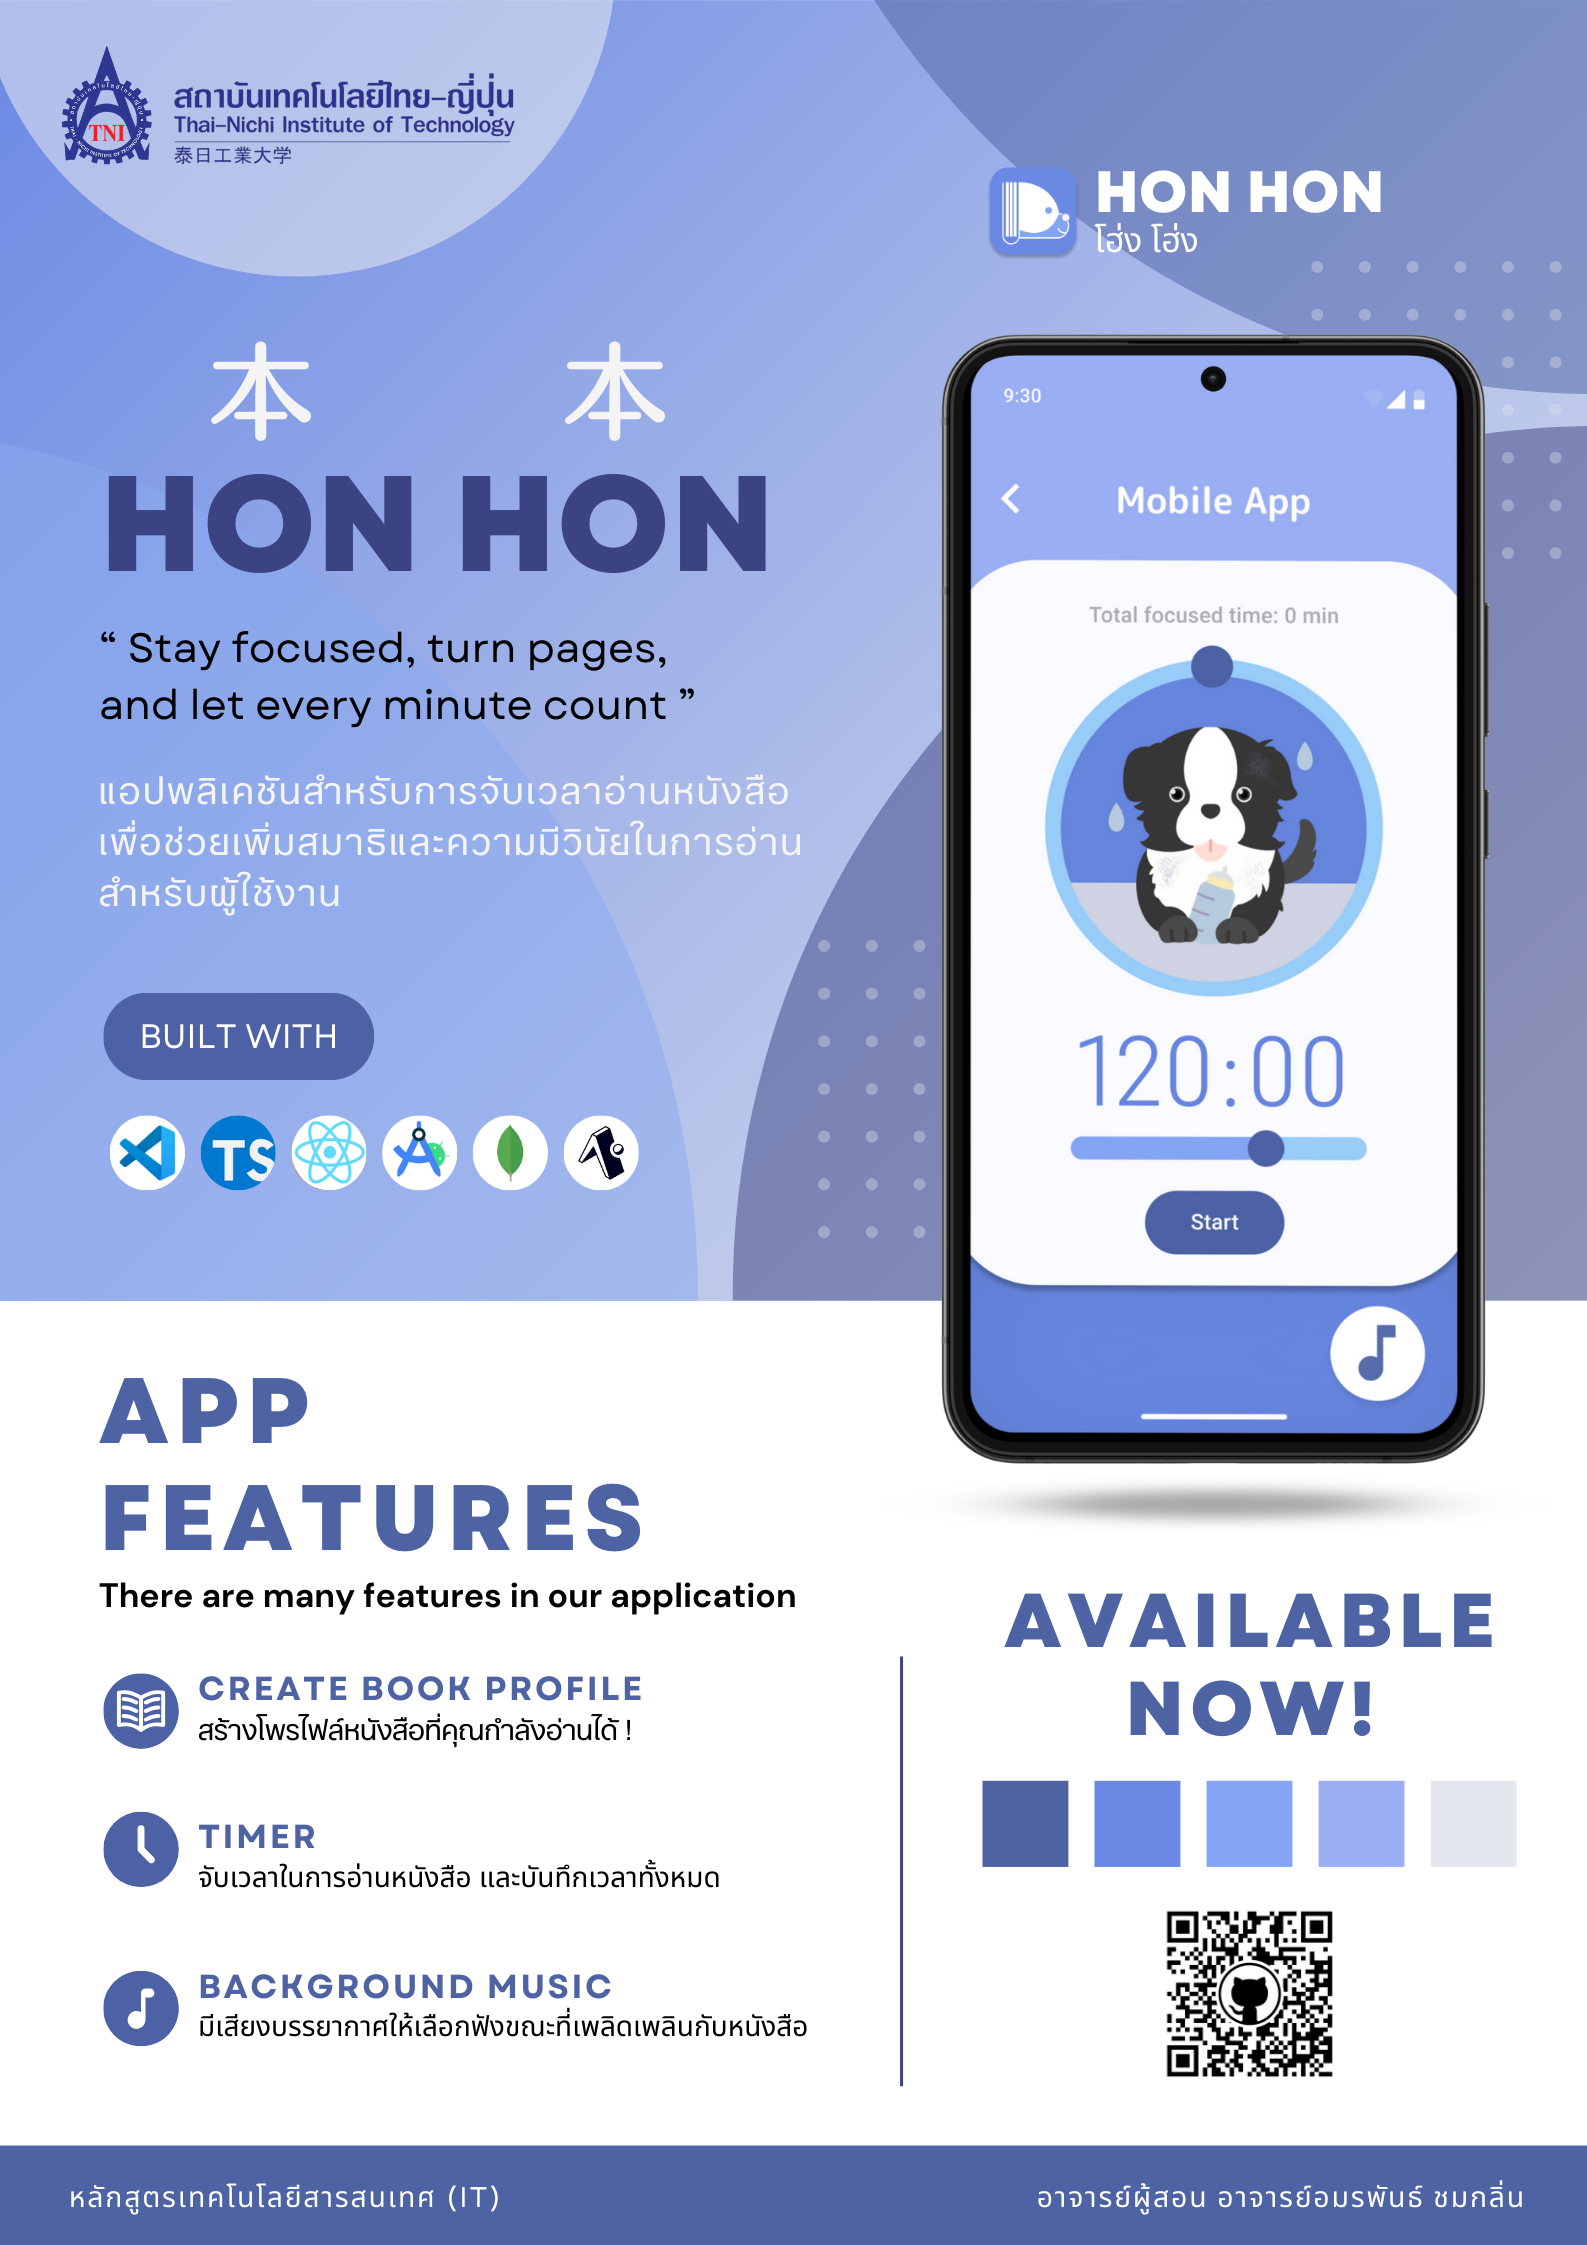 สถาบันเทคโนโลยีไทย-ญี่ปุ่น
Thai-Nichi Institute of Technology
泰日工業大学
TNI
HON HON
โฮ่ง โฮ่ง
本 本
HON HON
“ Stay focused, turn pages,
and let every minute count ”
แอปพลิเคชันสำหรับการจับเวลาอ่านหนังสือ
เพื่อช่วยเพิ่มสมาธิและความมีวินัยในการอ่าน
สำหรับผู้ใช้งาน
BUILT WITH
TS
9:30
Mobile App
Total focused time: 0 min
120:00
Start
APP
FEATURES
There are many features in our application
CREATE BOOK PROFILE
สร้างโพรไฟล์หนังสือที่คุณกำลังอ่านได้ !
TIMER
จับเวลาในการอ่านหนังสือ และบันทึกเวลาทั้งหมด
BACKGROUND MUSIC
มีเสียงบรรยากาศให้เลือกฟังขณะที่เพลิดเพลินกับหนังสือ
AVAILABLE
NOW!
หลักสูตรเทคโนโลยีสารสนเทศ (IT)
อาจารย์ผู้สอน อาจารย์อมรพันธ์ ชมกลิ่น